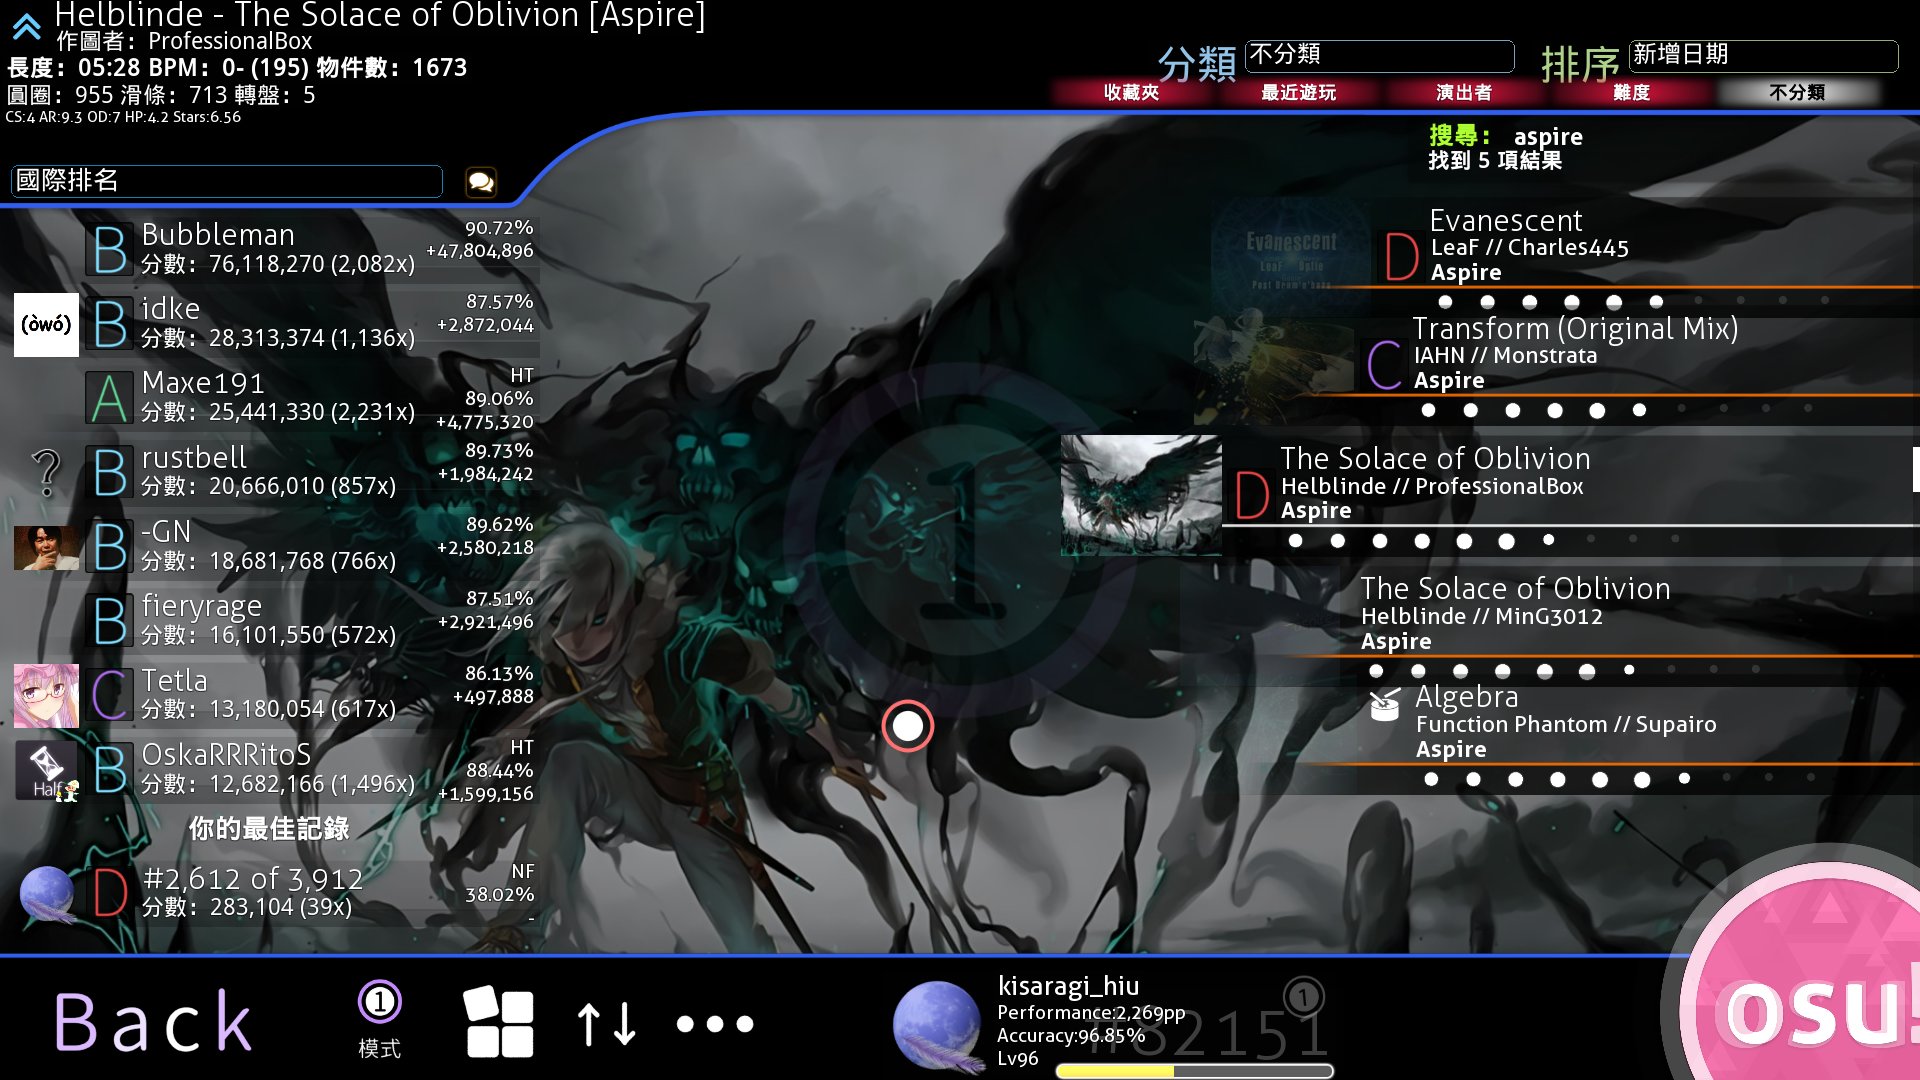 Helblinde - The Solace of Oblivion [Aspire]
作圖者： ProfessionalBox
長度： 05:28 BPM： 0- (195) 物件數： 1673
圓圈： 955 滑條： 713 轉盤： 5
CS:4 AR:9.3 OD:7 HP:4.2 Stars:6.56
分類 不分類
排序 新增日期
收藏夾 最近遊玩 演出者 難度 不分類
搜尋： aspire
找到 5 項結果
國際排名
B Bubbleman 90.72%
分數： 76,118,270 (2,082x) +47,804,896
(òwó) B idke 87.57%
分數： 28,313,374 (1,136x) +2,872,044
A Maxe191 HT
89.06%
分數： 25,441,330 (2,231x) +4,775,320
? B rustbell 89.73%
分數： 20,666,010 (857x) +1,984,242
B -GN 89.62%
分數： 18,681,768 (766x) +2,580,218
B fieryrage 87.51%
分數： 16,101,550 (572x) +2,921,496
C Tetla 86.13%
分數： 13,180,054 (617x) +497,888
Half B OskaRRRitoS HT
88.44%
分數： 12,682,166 (1,496x) +1,599,156
你的最佳記錄
D #2,612 of 3,912 NF
38.02%
分數： 283,104 (39x) -
1
Evanescent
LeaF Optie
Post Drum'n'bass
D Evanescent
LeaF // Charles445
Aspire
C Transform (Original Mix)
IAHN // Monstrata
Aspire
D The Solace of Oblivion
Helblinde // ProfessionalBox
Aspire
The Solace of Oblivion
Helblinde // MinG3012
Aspire
Algebra
Function Phantom // Supairo
Aspire
Back
1
模式
kisaragi_hiu
Performance:2,269pp
Accuracy:96.85%
Lv96
#82151
1
osu!